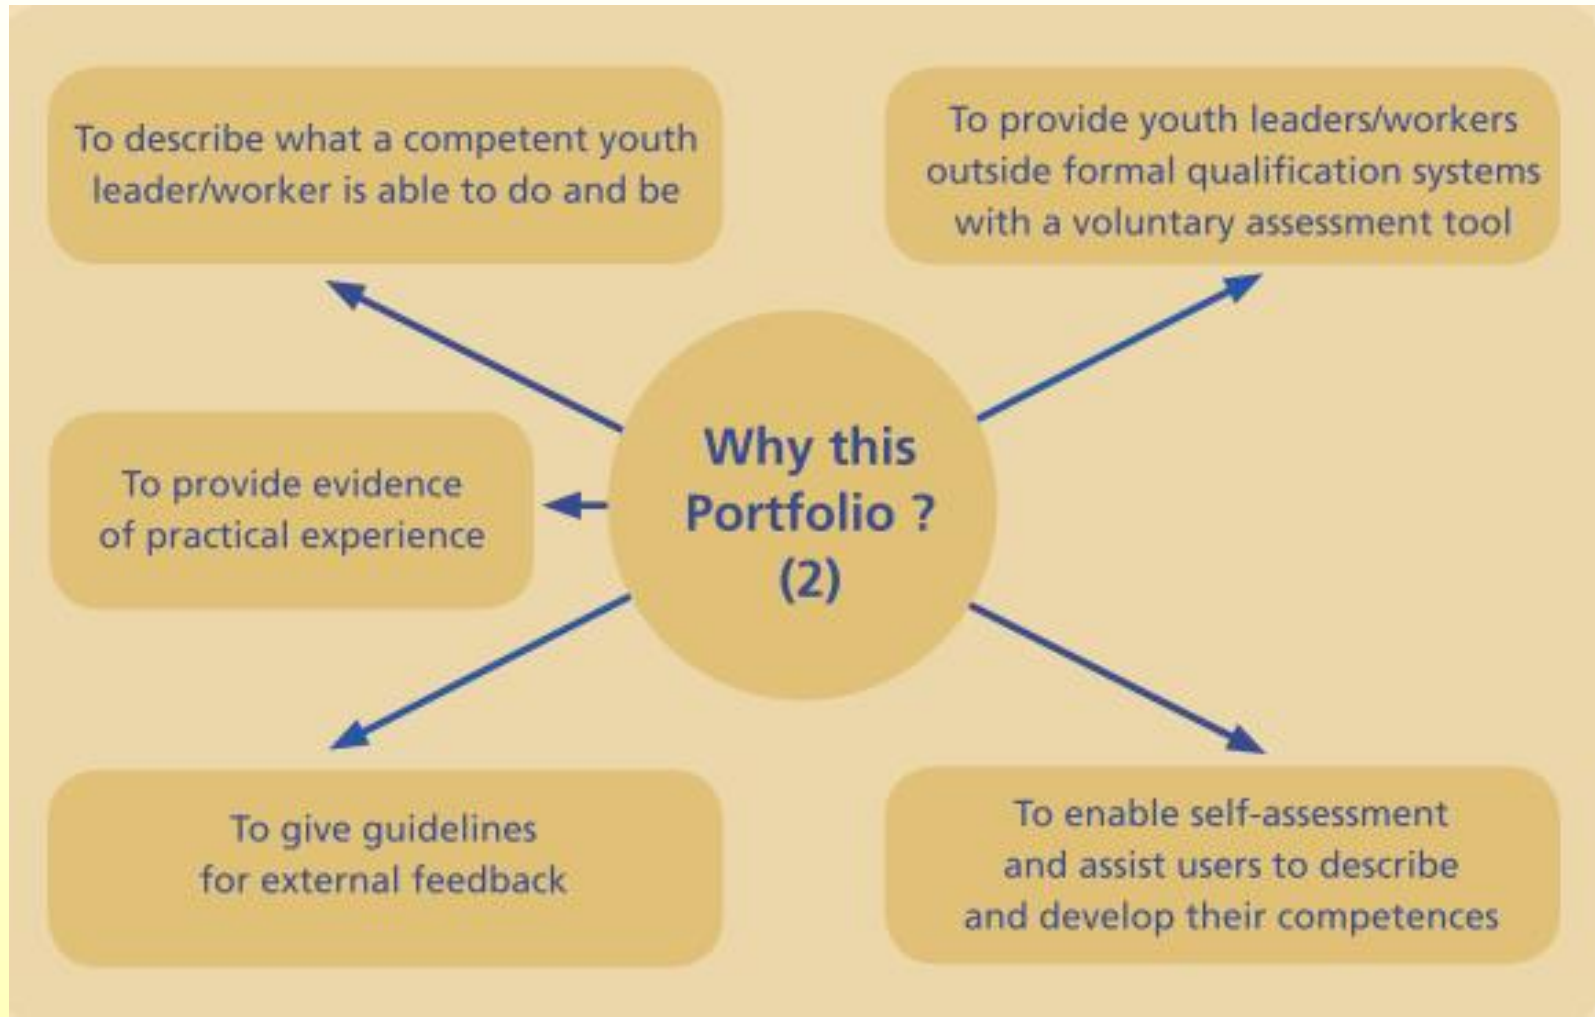 To describe what a competent youth
leader/worker is able to do and be
To provide youth leaders/workers
outside formal qualification systems
with a voluntary assessment tool
Why this
Portfolio ?
(2)
To provide evidence
of practical experience
To give guidelines
for external feedback
To enable self-assessment
and assist users to describe
and develop their competences